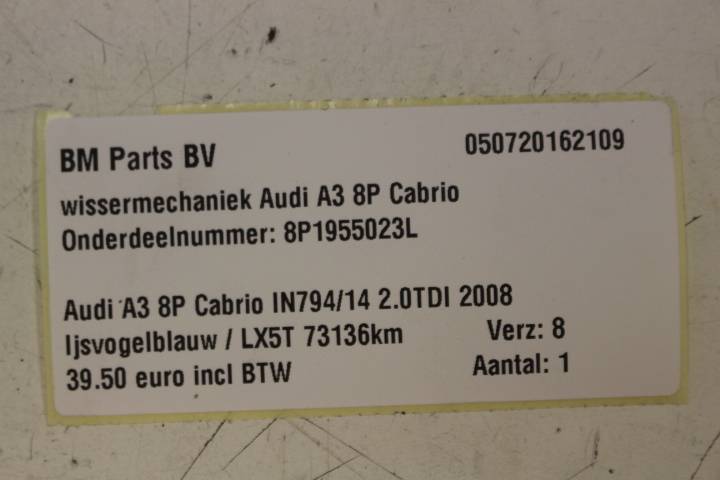 BM Parts BV 050720162109
wissermechaniek Audi A3 8P Cabrio
Onderdeelnummer: 8P1955023L
Audi A3 8P Cabrio IN794/14 2.0TDI 2008
Ijsvogelblauw / LX5T 73136km Verz: 8
39.50 euro incl BTW Aantal: 1